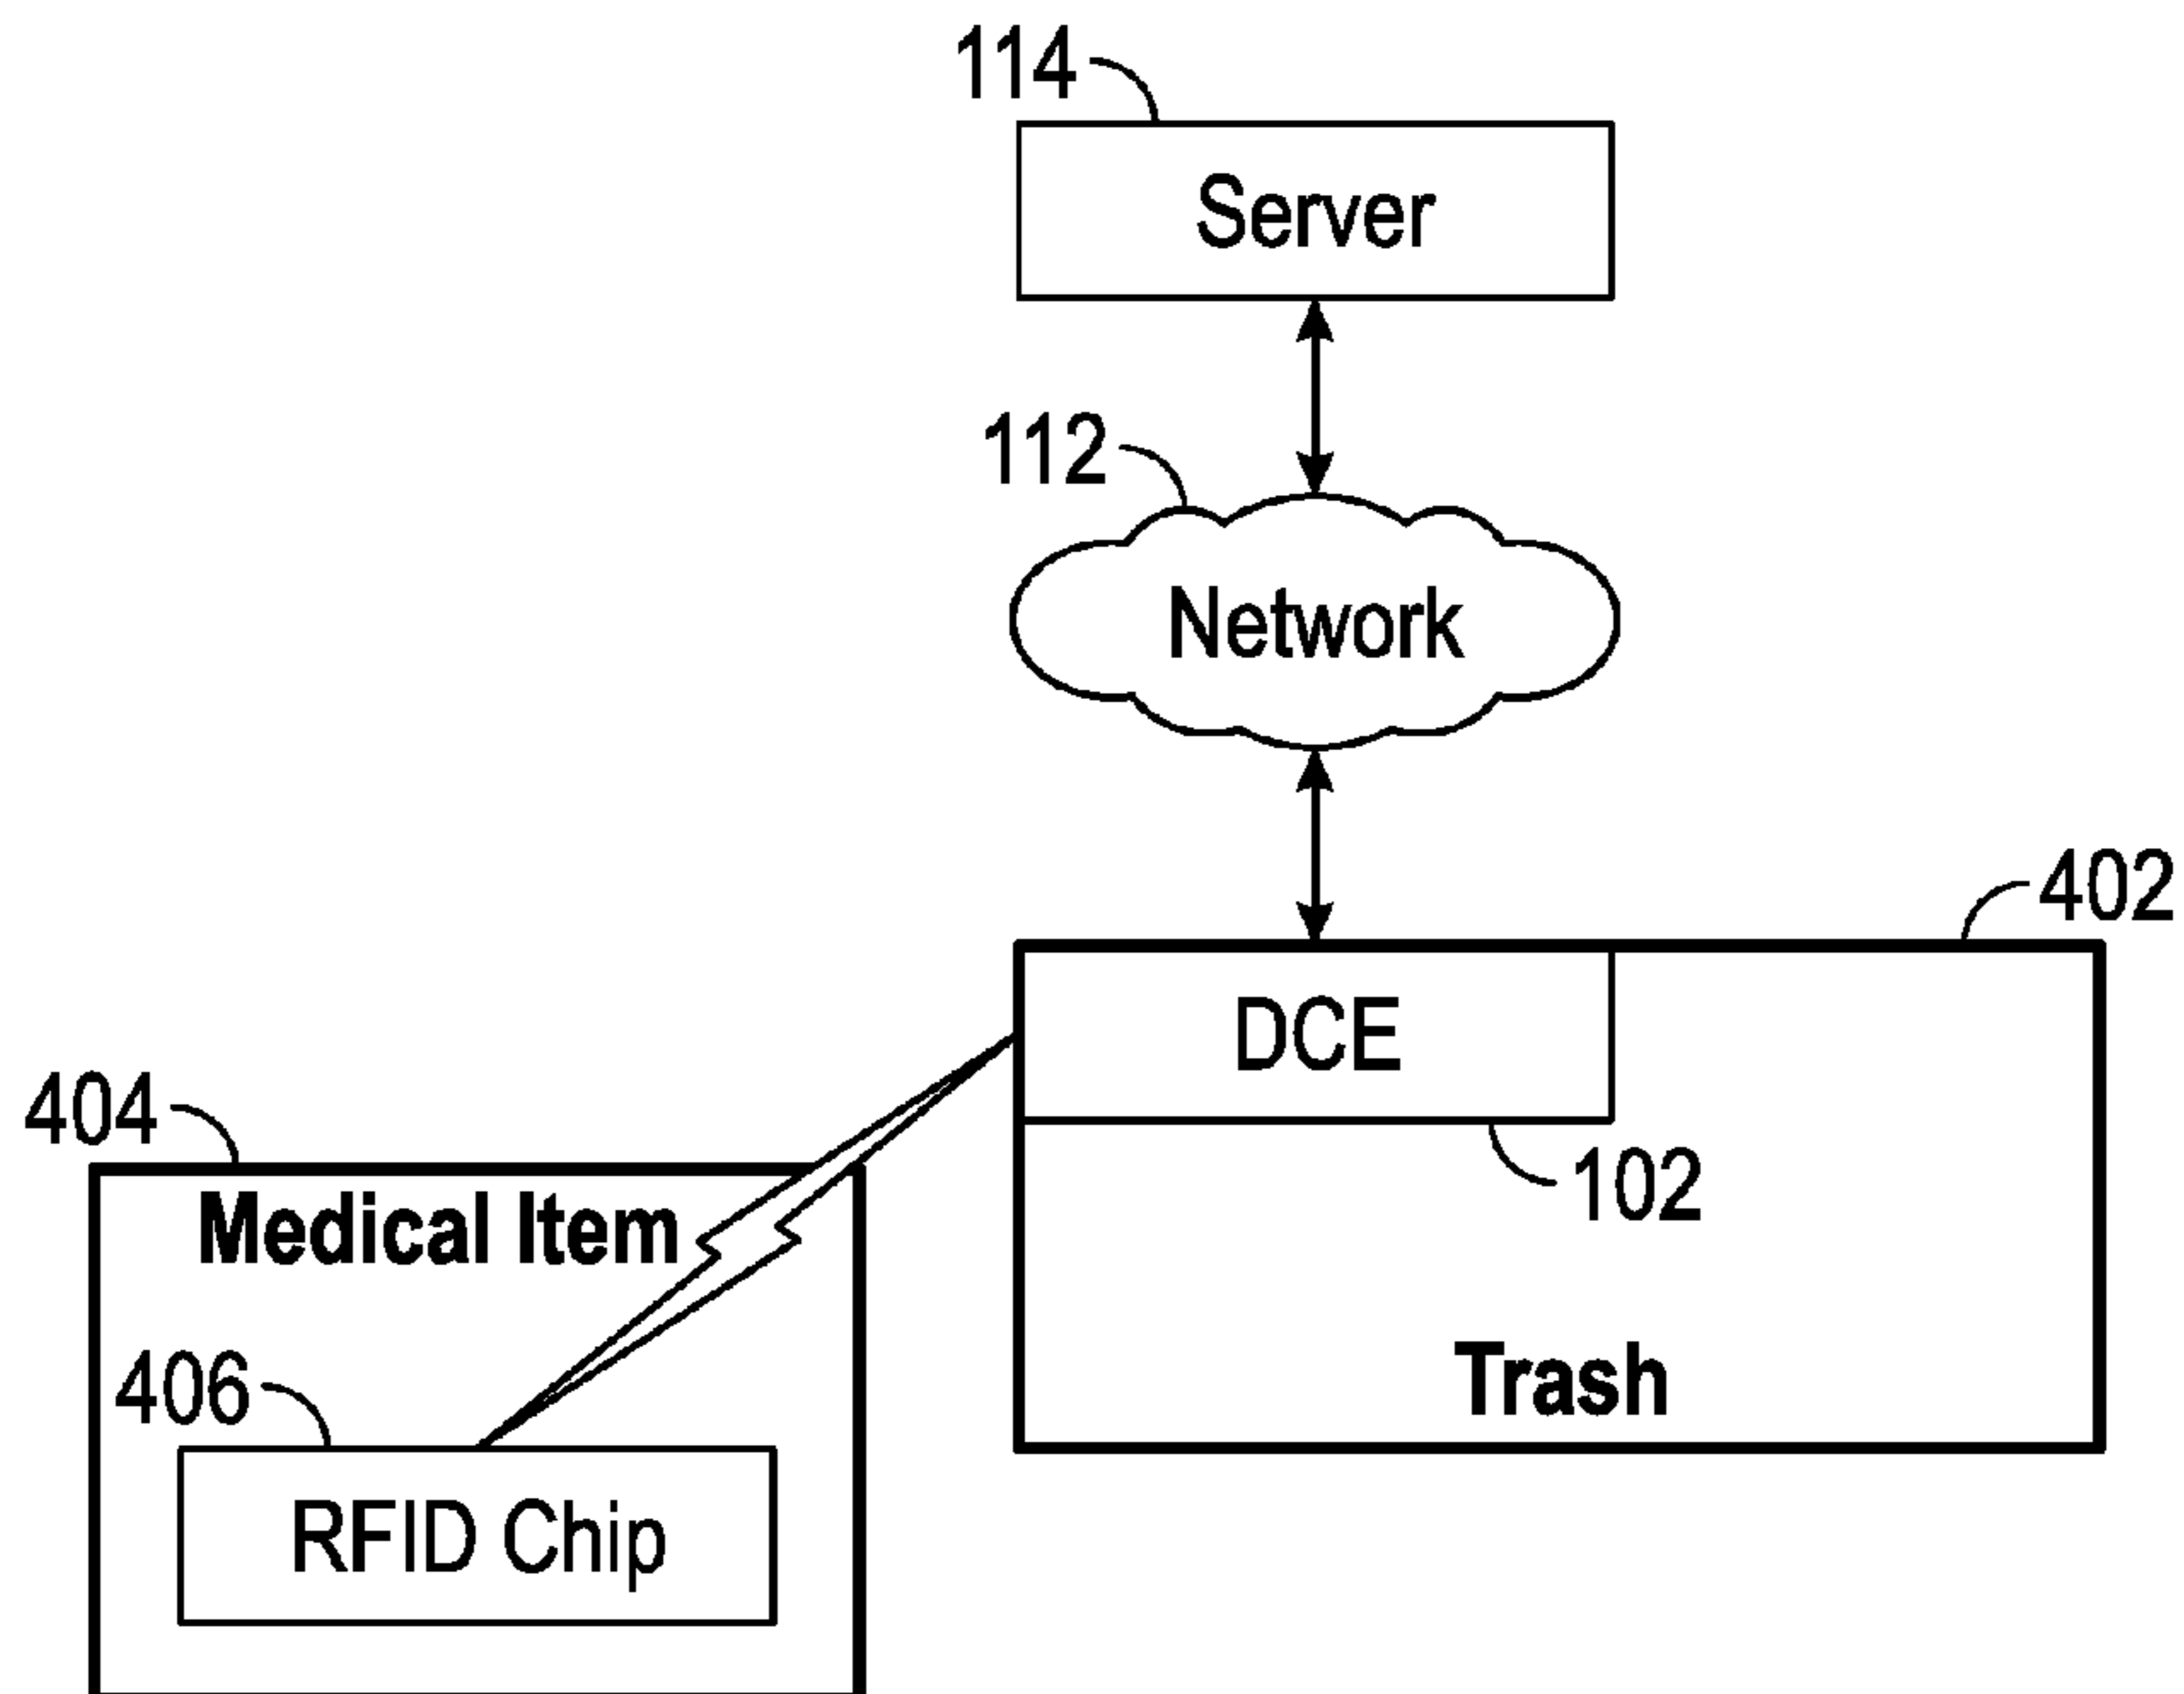 114
Server
112
Network
402
DCE
404
102
Medical Item
Trash
406
RFID Chip